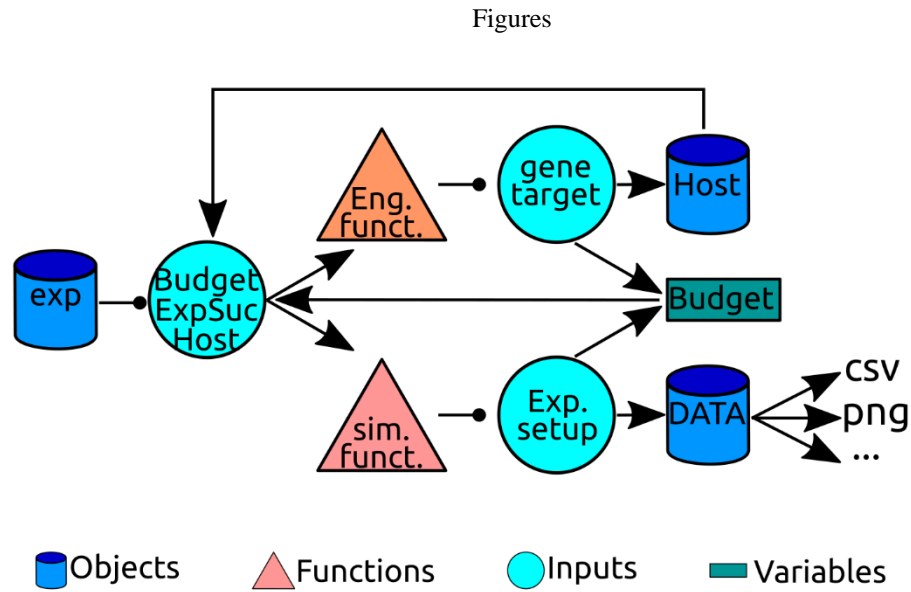 Figures
Eng.
funct.
gene
target
Host
exp
Budget
ExpSuc
Host
Budget
sim.
funct.
Exp.
setup
DATA
csv
png
...
Objects
Functions
Inputs
Variables